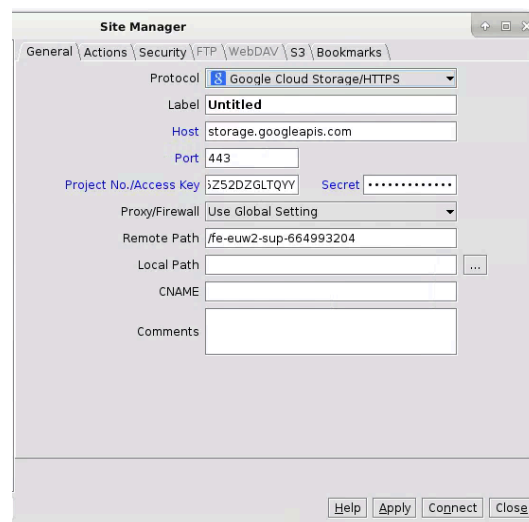 Site Manager
General Actions Security FTP WebDAV S3 Bookmarks
Protocol 8 Google Cloud Storage/HTTPS
Label Untitled
Host storage.googleapis.com
Port 443
Project No./Access Key Z52DZGLTQYY Secret •••••••••••••
Proxy/Firewall Use Global Setting
Remote Path /fe-euw2-sup-664993204
Local Path ...
CNAME
Comments
Help Apply Connect Close